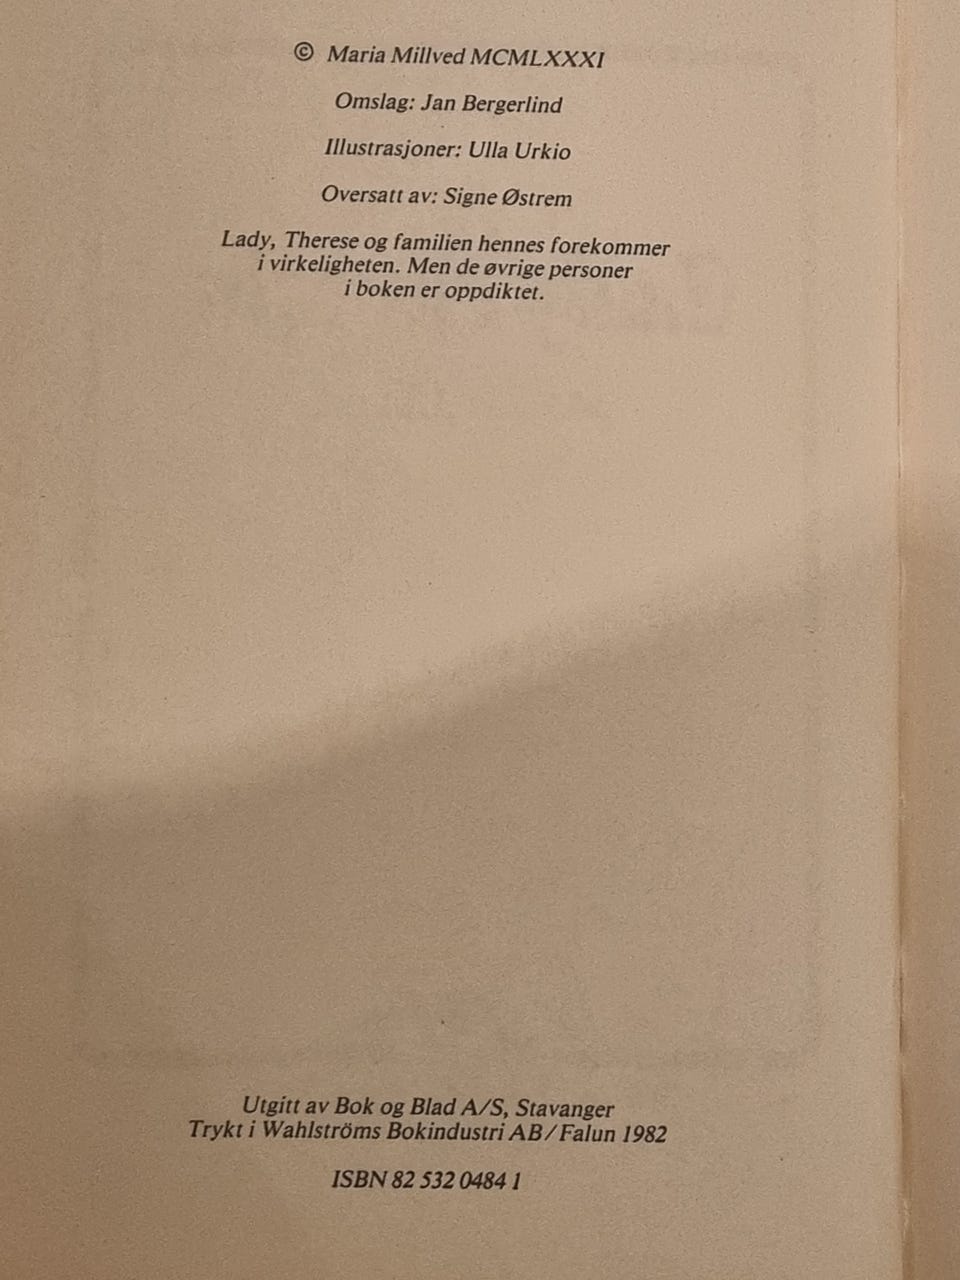 © Maria Millved MCMLXXXI
Omslag: Jan Bergerlind
Illustrasjoner: Ulla Urkio
Oversatt av: Signe Østrem
Lady, Therese og familien hennes forekommer
i virkeligheten. Men de øvrige personer
i boken er oppdiktet.
Utgitt av Bok og Blad A/S, Stavanger
Trykt i Wahlströms Bokindustri AB/Falun 1982
ISBN 82 532 0484 1